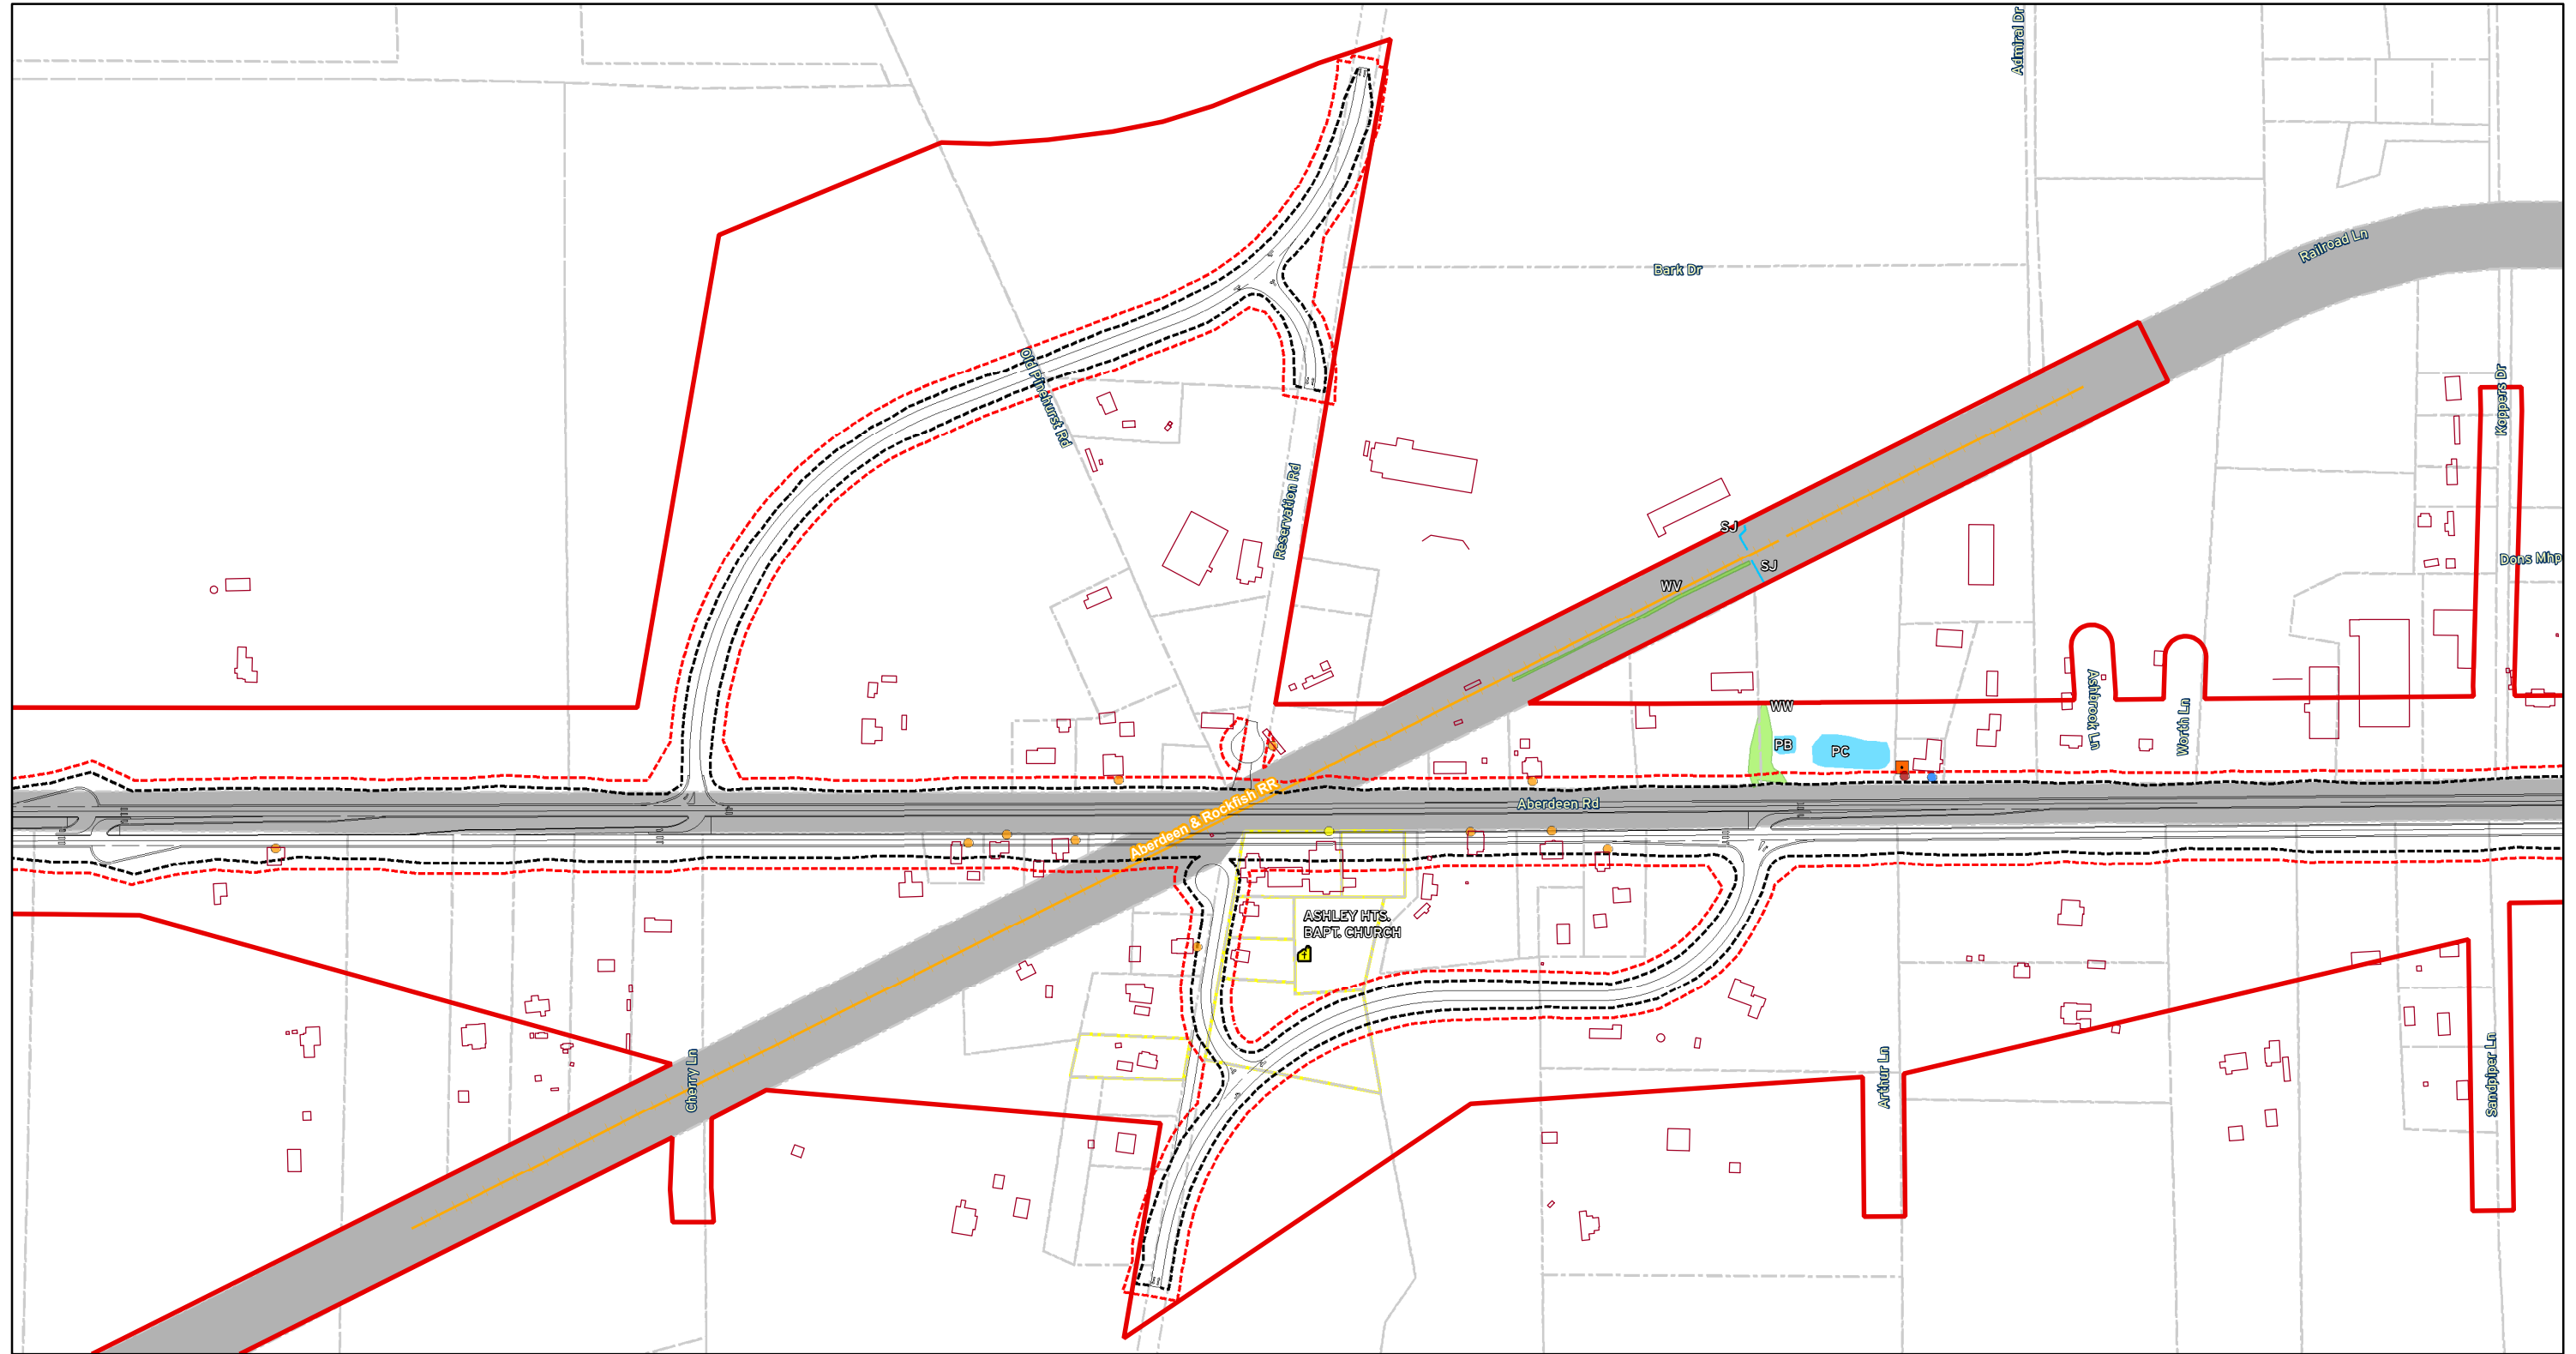 Admiral Dr
Railroad Ln
Bark Dr
Old Pinehurst Rd
Koppers Dr
Reservation Rd
SJ
SJ
Dons Mhp
WV
WW
Ashbrook Ln
Worth Ln
PB
PC
Aberdeen Rd
Aberdeen & Rockfish RR
ASHLEY HTS.
BAPT. CHURCH
Cherry Ln
Arthur Ln
Sandpiper Ln